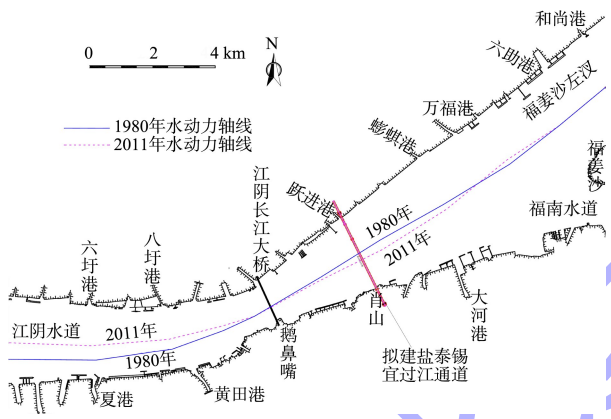 和尚港
六助港
0 2 4 km
N
福姜沙左汊
万福港
1980年水动力轴线
2011年水动力轴线
蟛蜞港
福姜沙
江阴长江大桥
跃进港
1980年
福南水道
2011年
六圩港
八圩港
肖山
大河港
江阴水道
2011年
1980年
鹅鼻嘴
拟建盐泰锡
宜过江通道
夏港
黄田港